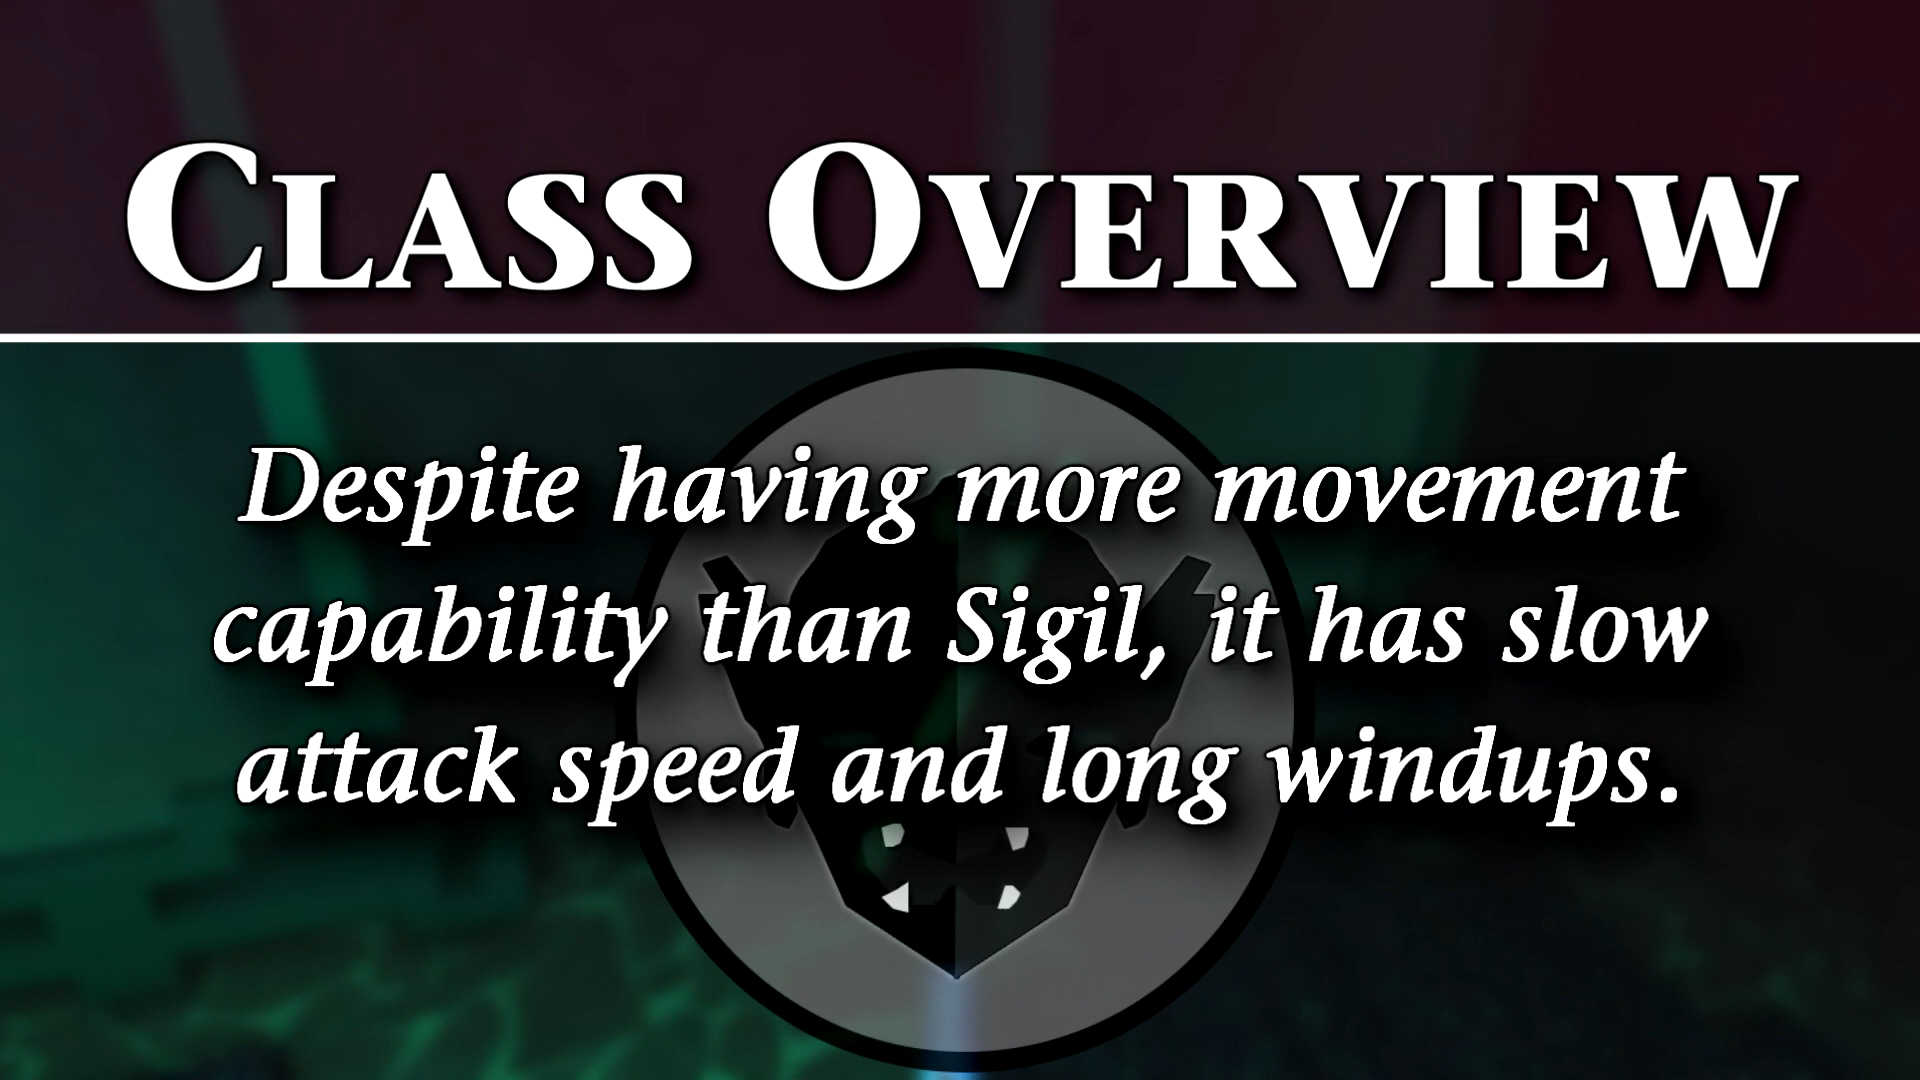 Class Overview
Despite having more movement
capability than Sigil, it has slow
attack speed and long windups.